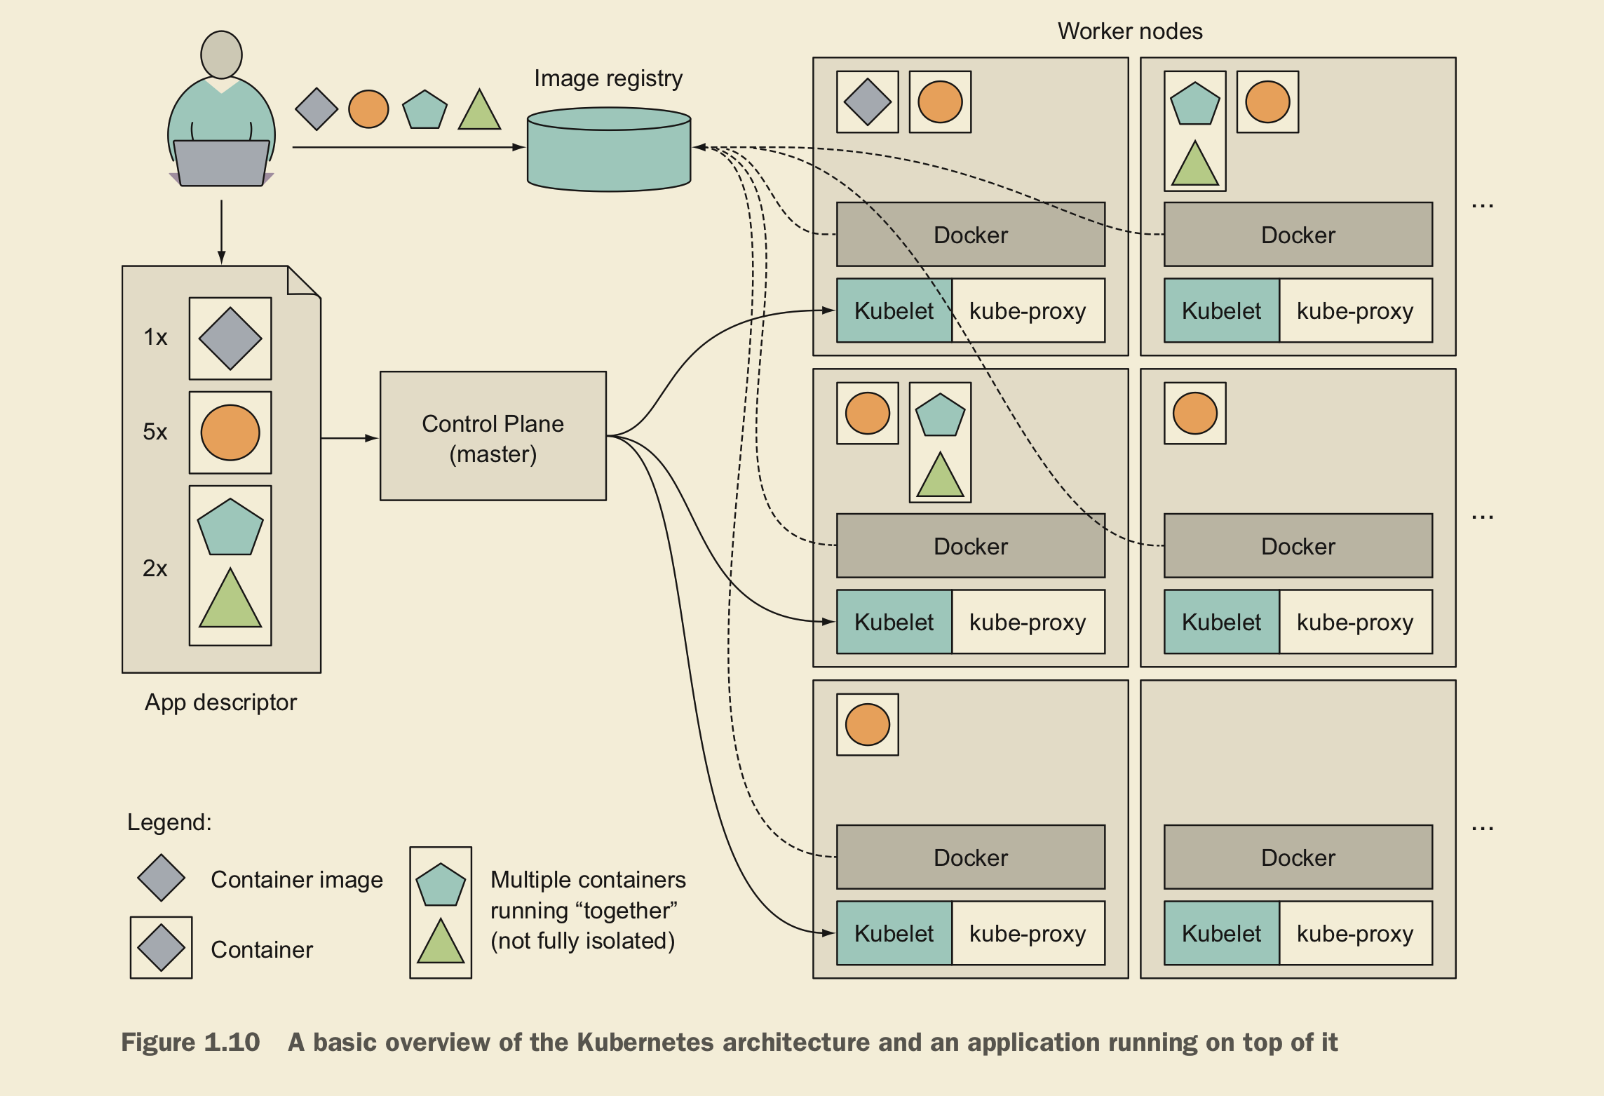 Worker nodes
Image registry
...
Docker
Docker
Kubelet
kube-proxy
Kubelet
kube-proxy
1x
5x
2x
App descriptor
Control Plane
(master)
...
Docker
Docker
Kubelet
kube-proxy
Kubelet
kube-proxy
...
Docker
Docker
Kubelet
kube-proxy
Kubelet
kube-proxy
Legend:
Container image
Container
Multiple containers
running “together”
(not fully isolated)
Figure 1.10 A basic overview of the Kubernetes architecture and an application running on top of it